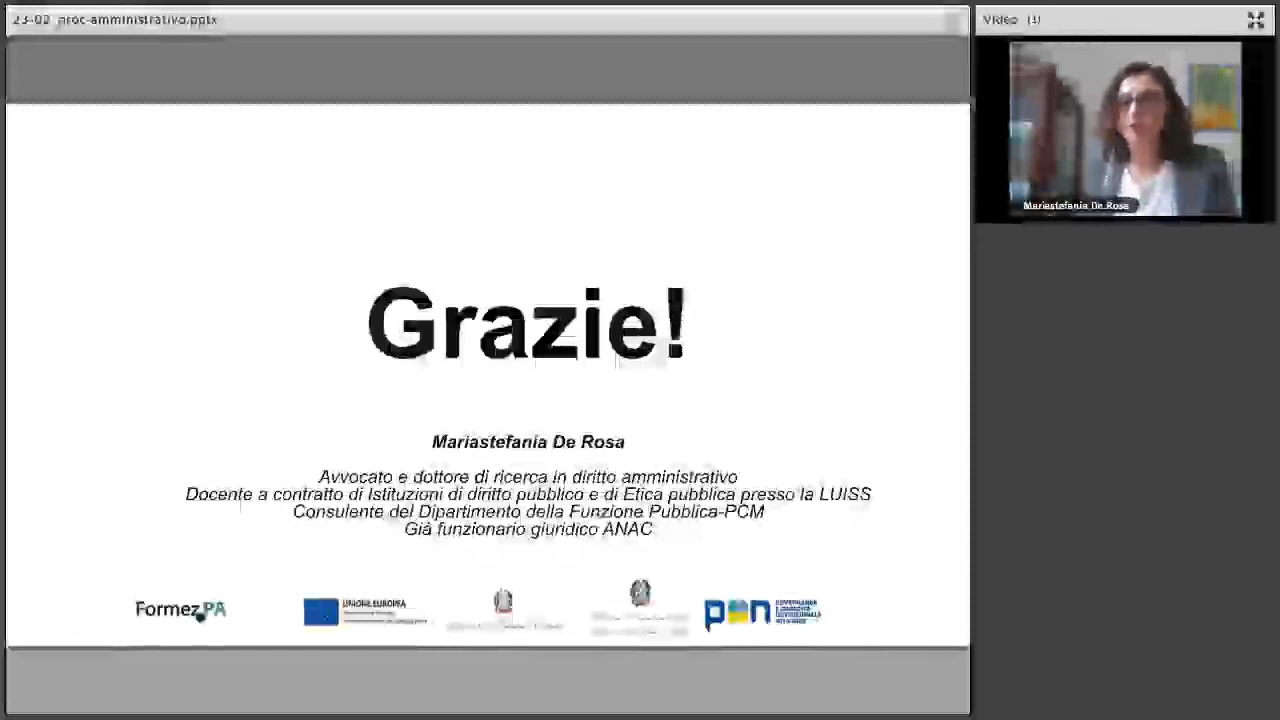 23-02_proc-amministrativo.pptx
Video (1)
Mariastefania De Rosa
Grazie!
Mariastefania De Rosa
Avvocato e dottore di ricerca in diritto amministrativo
Docente a contratto di Istituzioni di diritto pubblico e di Etica pubblica presso la LUISS
Consulente del Dipartimento della Funzione Pubblica-PCM
Già funzionario giuridico ANAC
Formez PA
UNIONE EUROPEA
pon